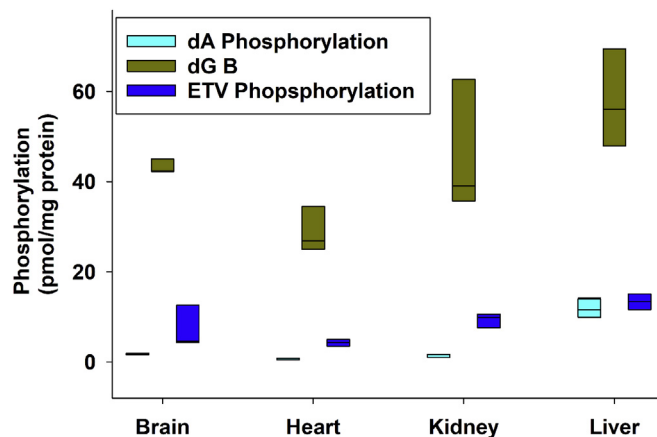 dA Phosphorylation
dG B
ETV Phopsphorylation
Phosphorylation
(pmol/mg protein)
60
40
20
0
Brain Heart Kidney Liver